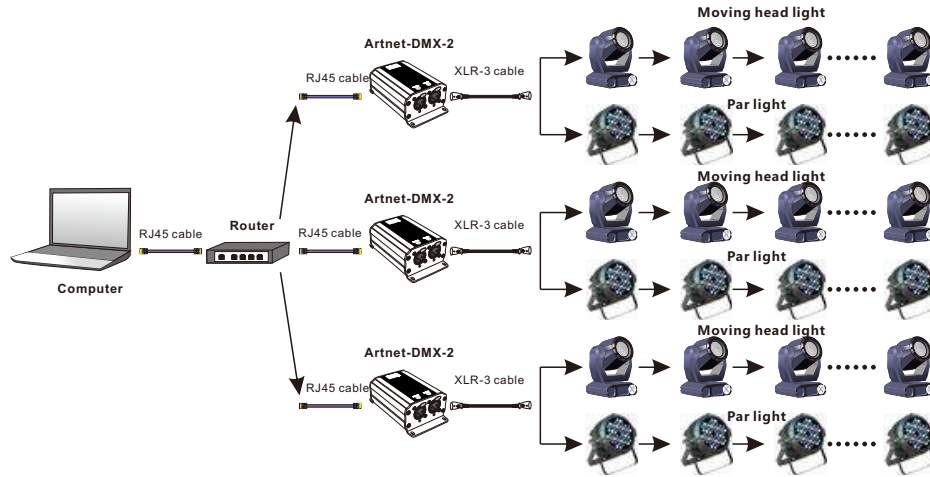 Moving head light
Artnet-DMX-2
RJ45 cable
XLR-3 cable
Par light
Moving head light
Artnet-DMX-2
Router
RJ45 cable
RJ45 cable
XLR-3 cable
Par light
Computer
Moving head light
Artnet-DMX-2
RJ45 cable
XLR-3 cable
Par light